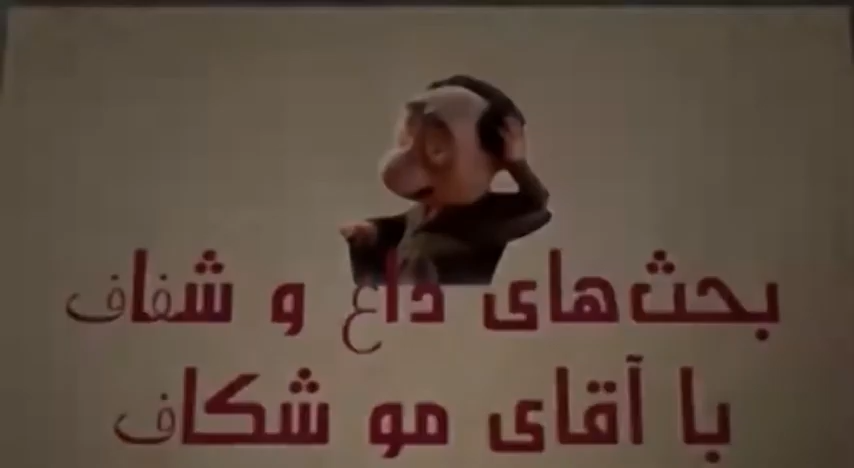 بحث‌های داغ و شفاف
با آقای مو شکاف